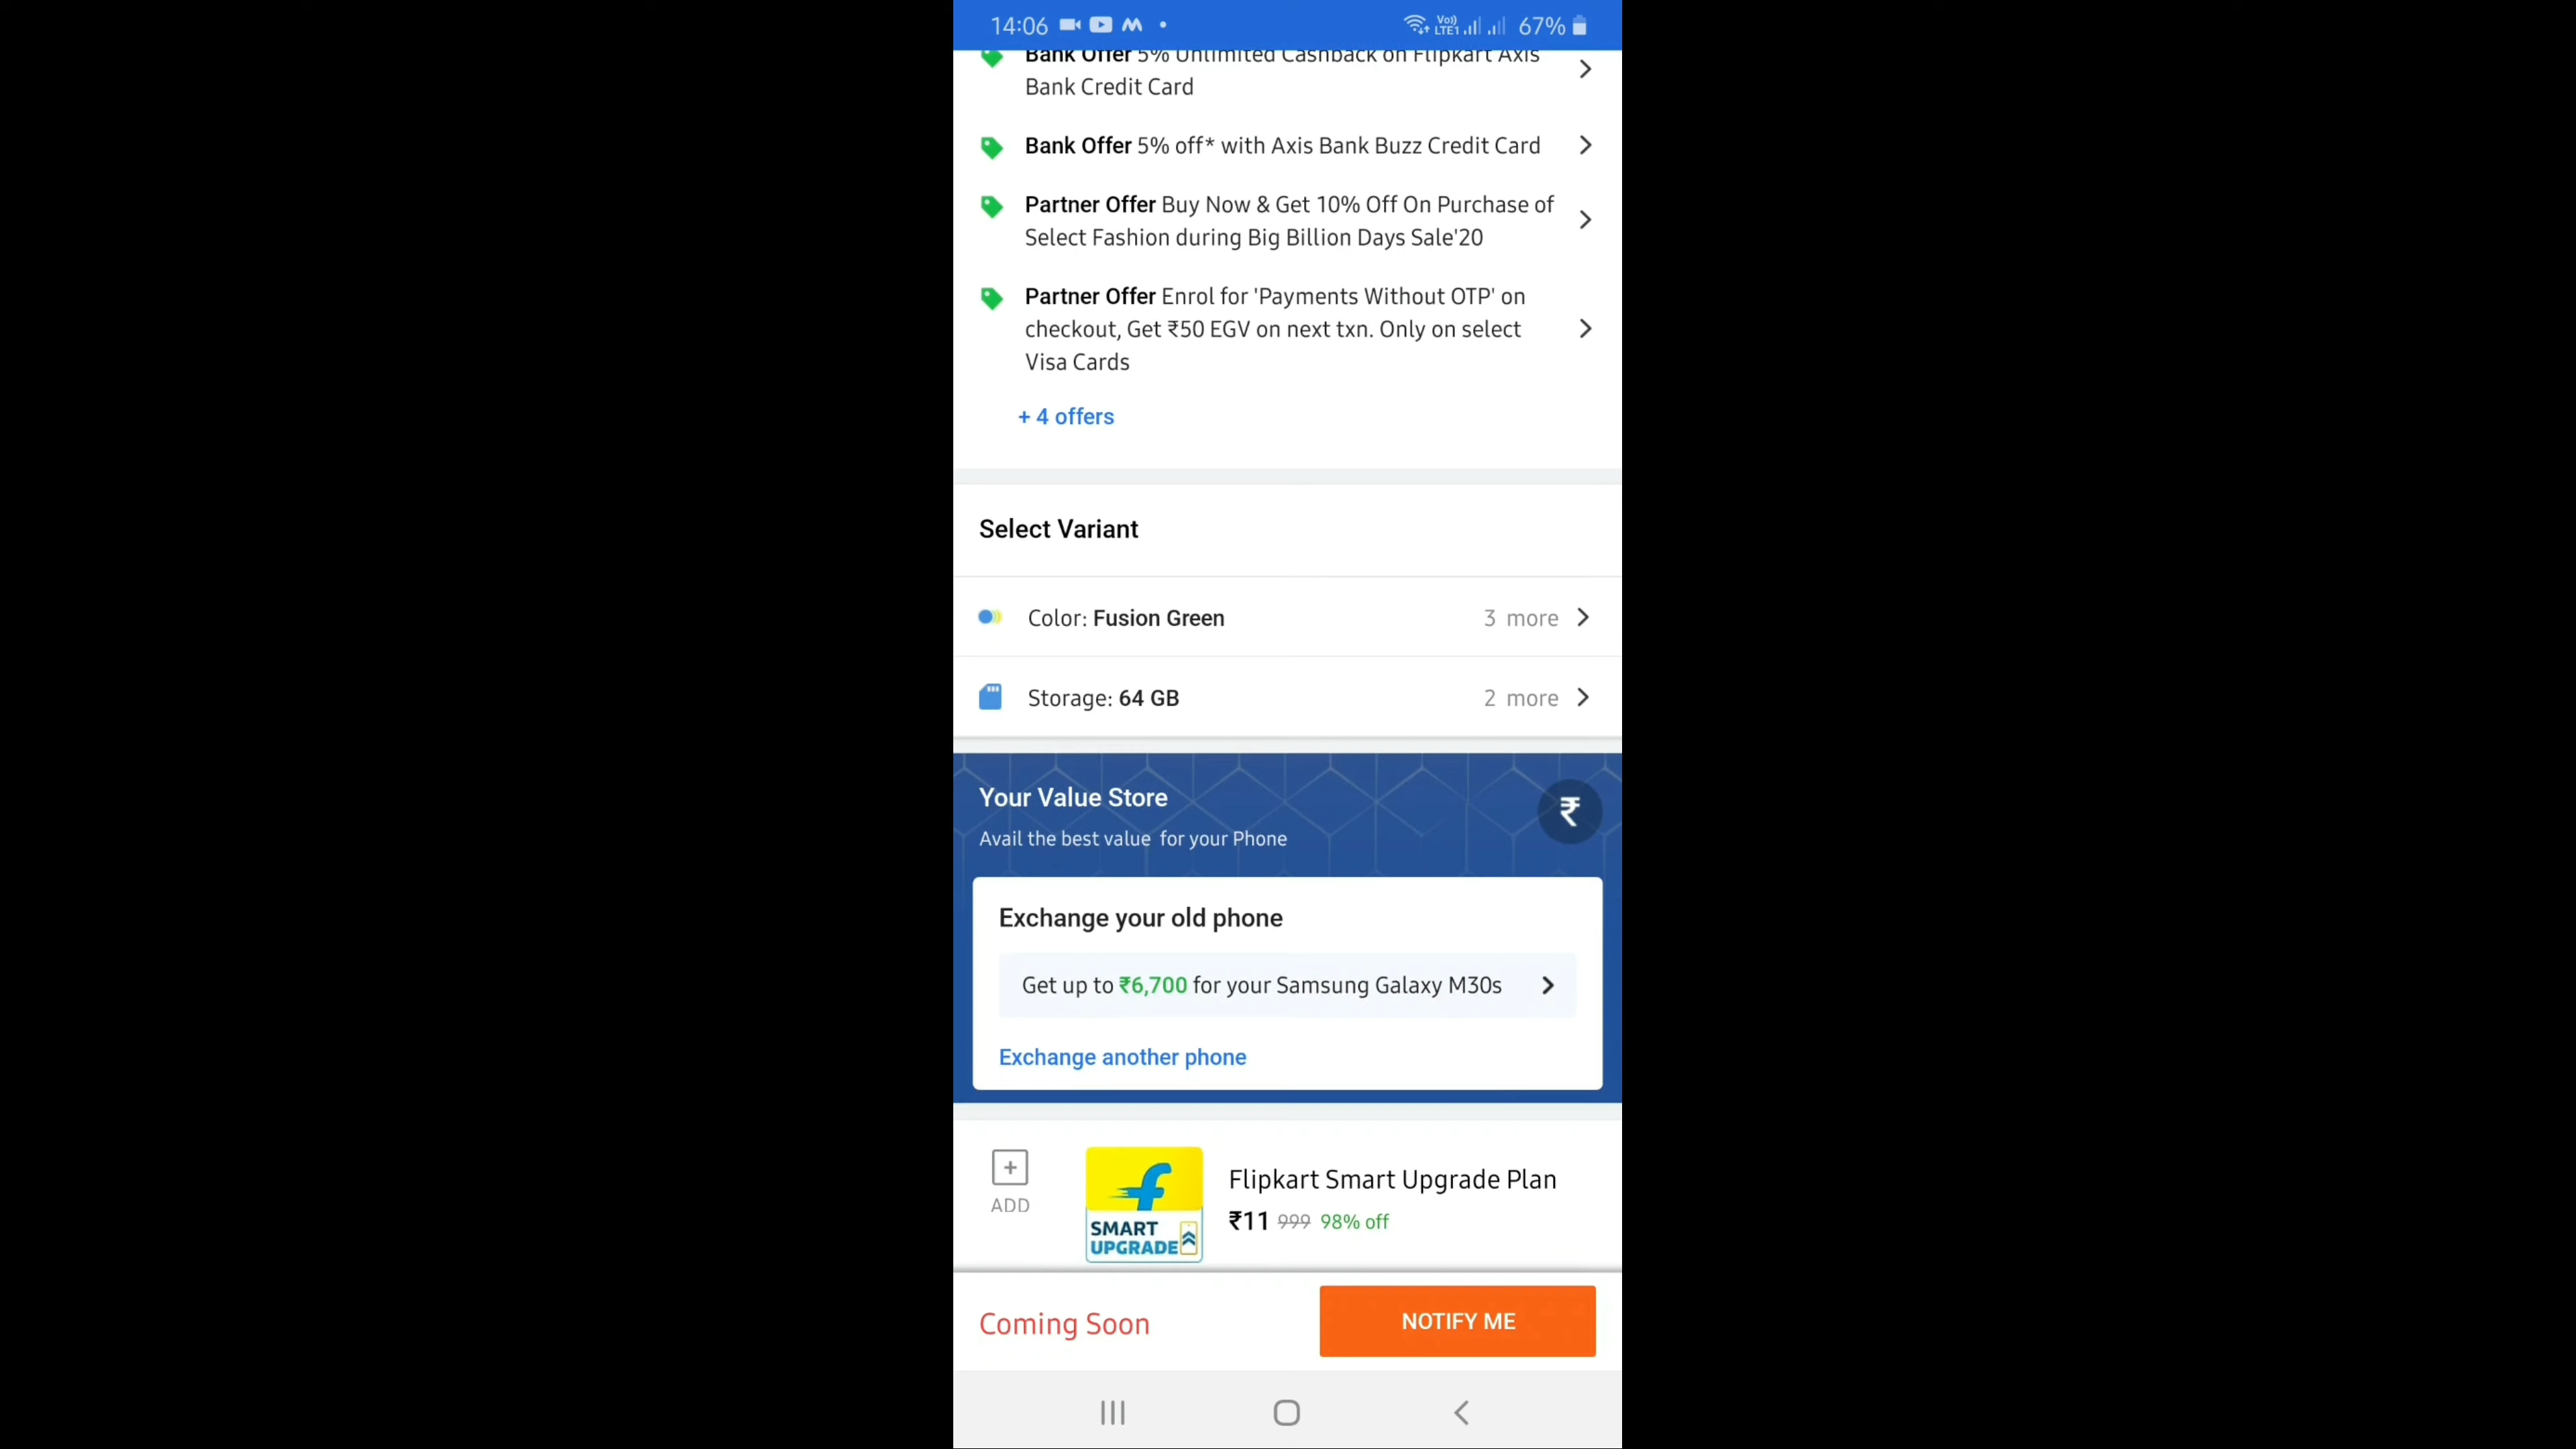 14:06 Vo)) LTE1 67%
Bank Offer 5% Unlimited Cashback on Flipkart Axis
Bank Credit Card
Bank Offer 5% off* with Axis Bank Buzz Credit Card
Partner Offer Buy Now & Get 10% Off On Purchase of
Select Fashion during Big Billion Days Sale'20
Partner Offer Enrol for 'Payments Without OTP' on
checkout, Get ₹50 EGV on next txn. Only on select
Visa Cards
+ 4 offers
Select Variant
Color: Fusion Green 3 more
Storage: 64 GB 2 more
Your Value Store
₹
Avail the best value for your Phone
Exchange your old phone
Get up to ₹6,700 for your Samsung Galaxy M30s
Exchange another phone
ADD
f
SMART
UPGRADE
Flipkart Smart Upgrade Plan
₹11 999 98% off
Coming Soon NOTIFY ME